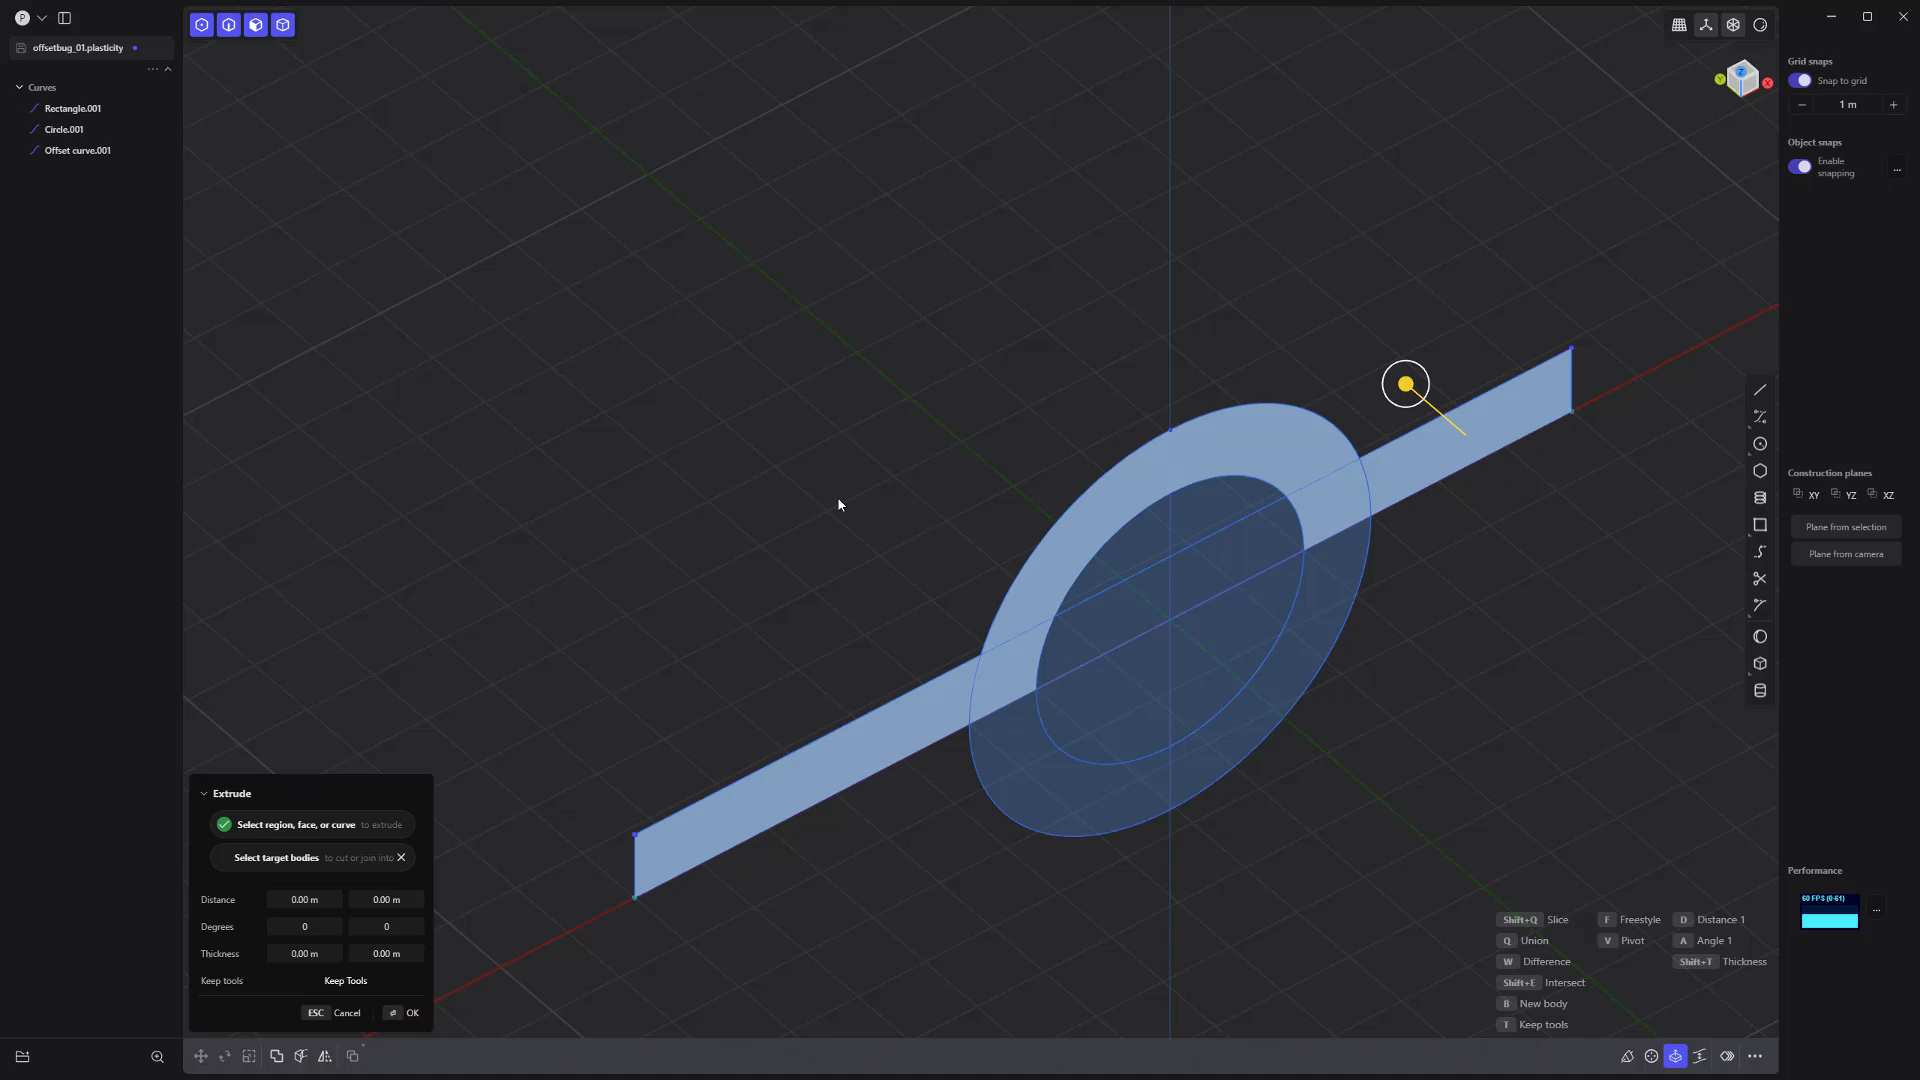 P
offsetbug_01.plasticity
Curves
Rectangle.001
Circle.001
Offset curve.001
Z
Y
X
Grid snaps
Snap to grid
1 m
Object snaps
Enable
snapping
Construction planes
XY
YZ
XZ
Plane from selection
Plane from camera
Performance
60 FPS (0-61)
Extrude
Select region, face, or curve to extrude
Select target bodies to cut or join into
Distance 0.00 m 0.00 m
Degrees 0 0
Thickness 0.00 m 0.00 m
Keep tools Keep Tools
ESC Cancel OK
Shift+Q Slice F Freestyle D Distance 1
Q Union V Pivot A Angle 1
W Difference Shift+T Thickness
Shift+E Intersect
B New body
T Keep tools